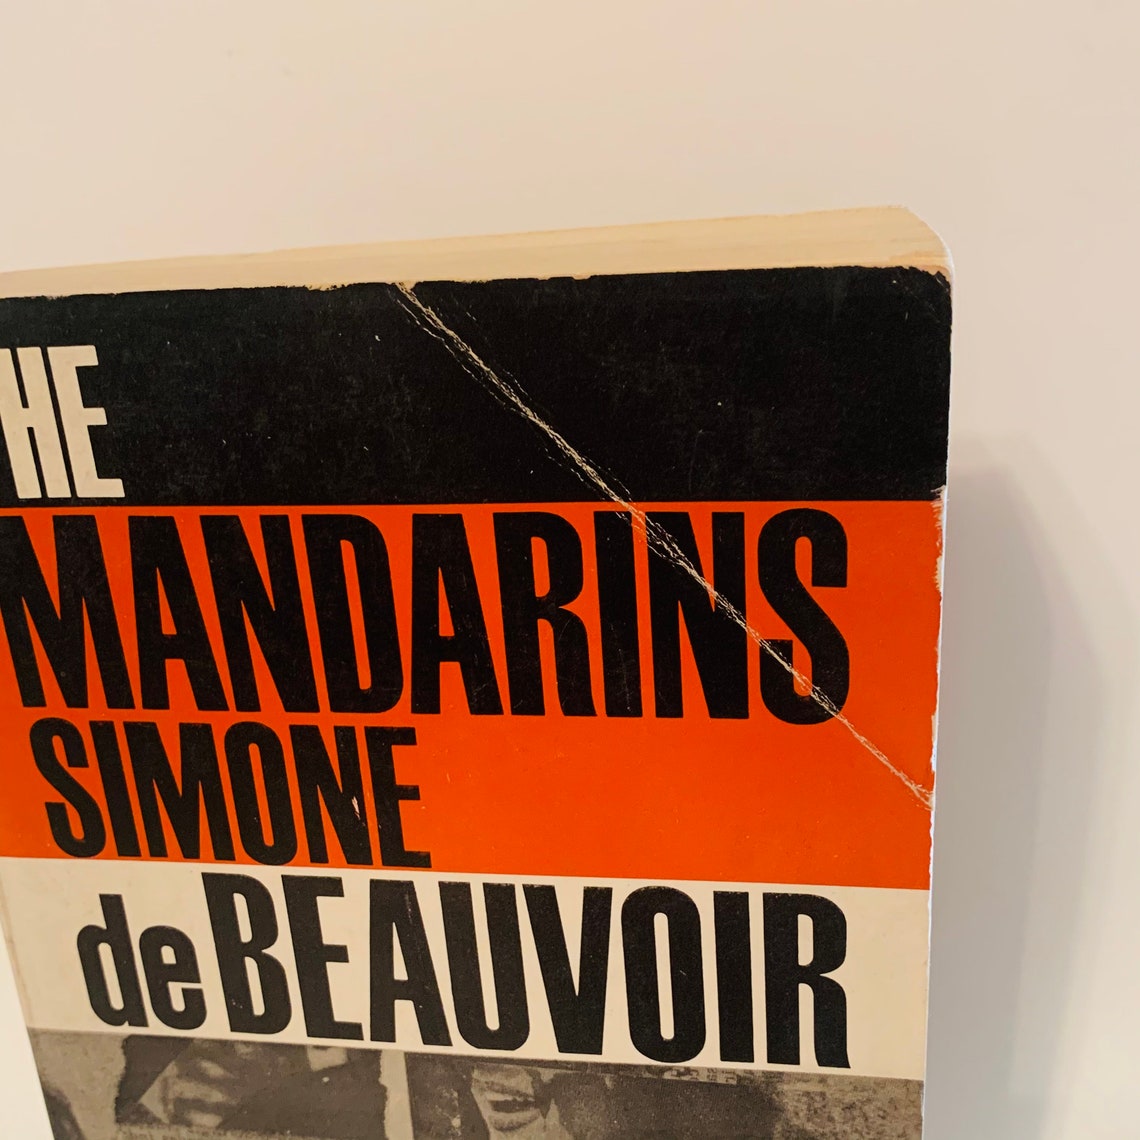 HE
MANDARINS
SIMONE
de BEAUVOIR